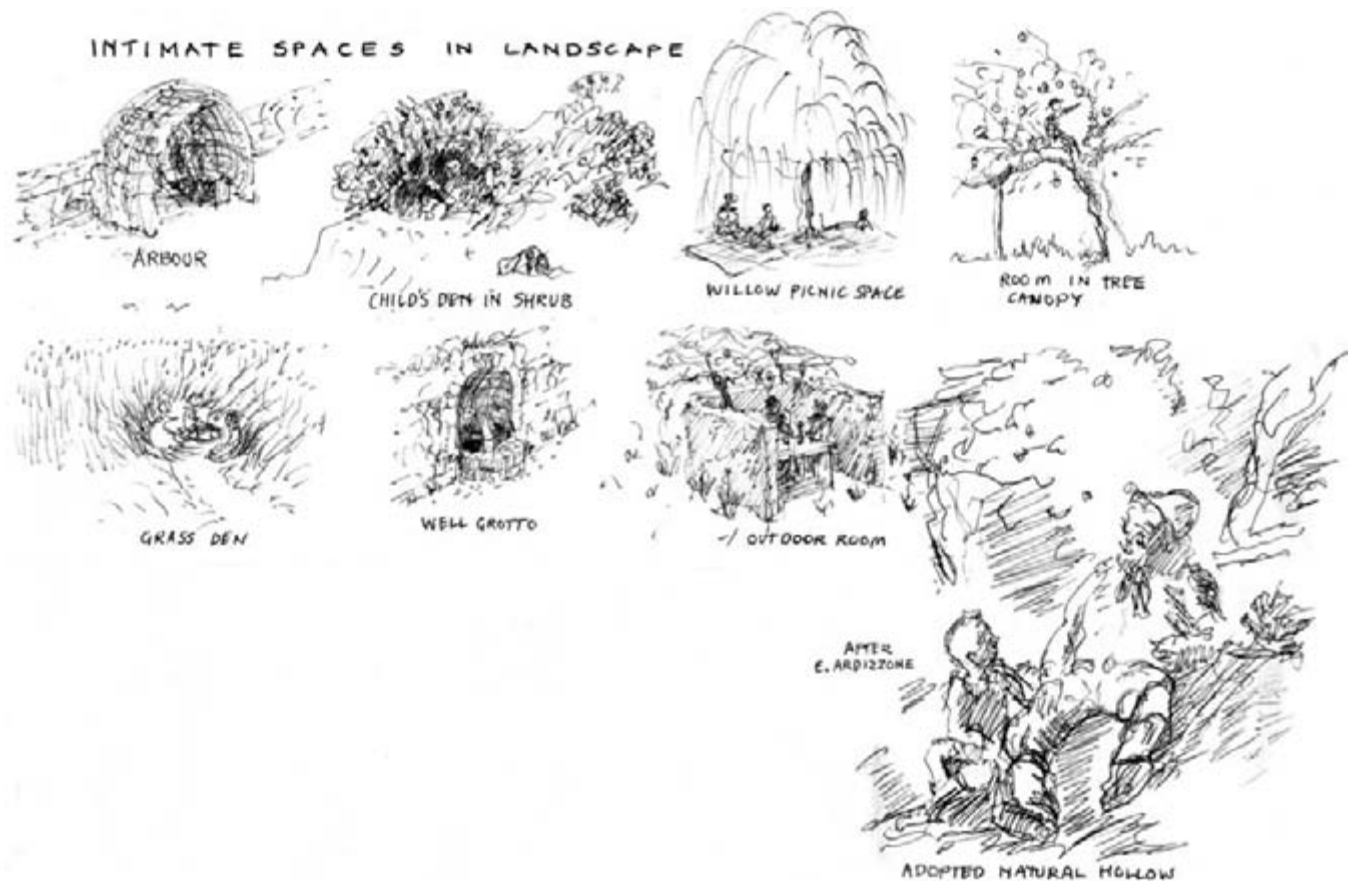 INTIMATE SPACES IN LANDSCAPE
ARBOUR
CHILD'S DEN IN SHRUB
WILLOW PICNIC SPACE
ROOM IN TREE
CANOPY
GRASS DEN
WELL GROTTO
OUTDOOR ROOM
AFTER
E. ARDIZZONE
ADOPTED NATURAL HOLLOW